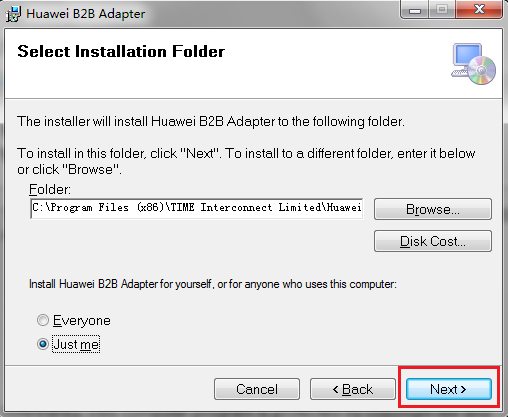 Huawei B2B Adapter
Select Installation Folder
The installer will install Huawei B2B Adapter to the following folder.
To install in this folder, click "Next". To install to a different folder, enter it below
or click "Browse".
Folder:
C:\Program Files (x86)\TIME Interconnect Limited\Huawei
Browse...
Disk Cost...
Install Huawei B2B Adapter for yourself, or for anyone who uses this computer:
Everyone
Just me
Cancel
< Back
Next >